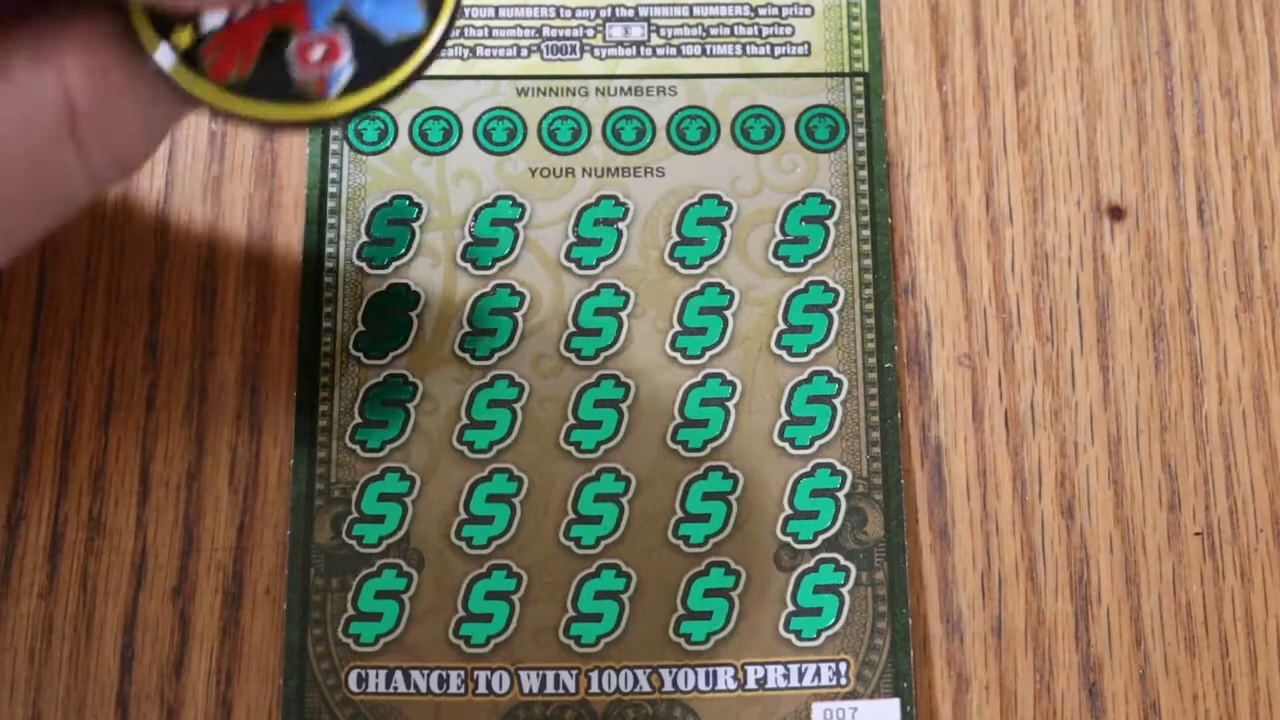 YOUR NUMBERS to any of the WINNING NUMBERS, win prize
that number. Reveal a " " symbol, win that prize
Reveal a " 100X " symbol to win 100 TIMES that prize!
WINNING NUMBERS
YOUR NUMBERS
$ $ $ $ $
$ $ $ $ $
$ $ $ $ $
$ $ $ $ $
$ $ $ $ $
CHANCE TO WIN 100X YOUR PRIZE!
007